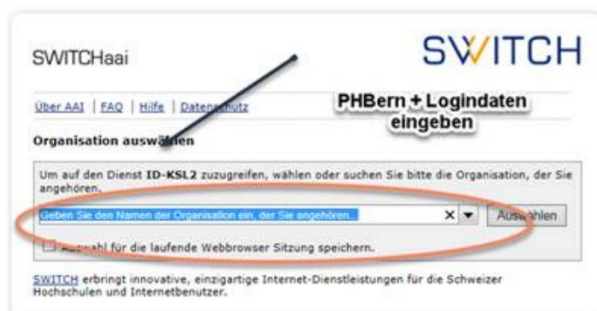 SWITCHaai
SWITCH
Über AAI | FAQ | Hilfe | Datenschutz
PHBern + Logindaten
eingeben
Organisation auswählen
Um auf den Dienst ID-KSL2 zuzugreifen, wählen oder suchen Sie bitte die Organisation, der Sie
angehören.
Geben Sie den Namen der Organisation ein, der Sie angehören...
Auswählen
Auswahl für die laufende Webbrowser Sitzung speichern.
SWITCH erbringt innovative, einzigartige Internet-Dienstleistungen für die Schweizer
Hochschulen und Internetbenutzer.